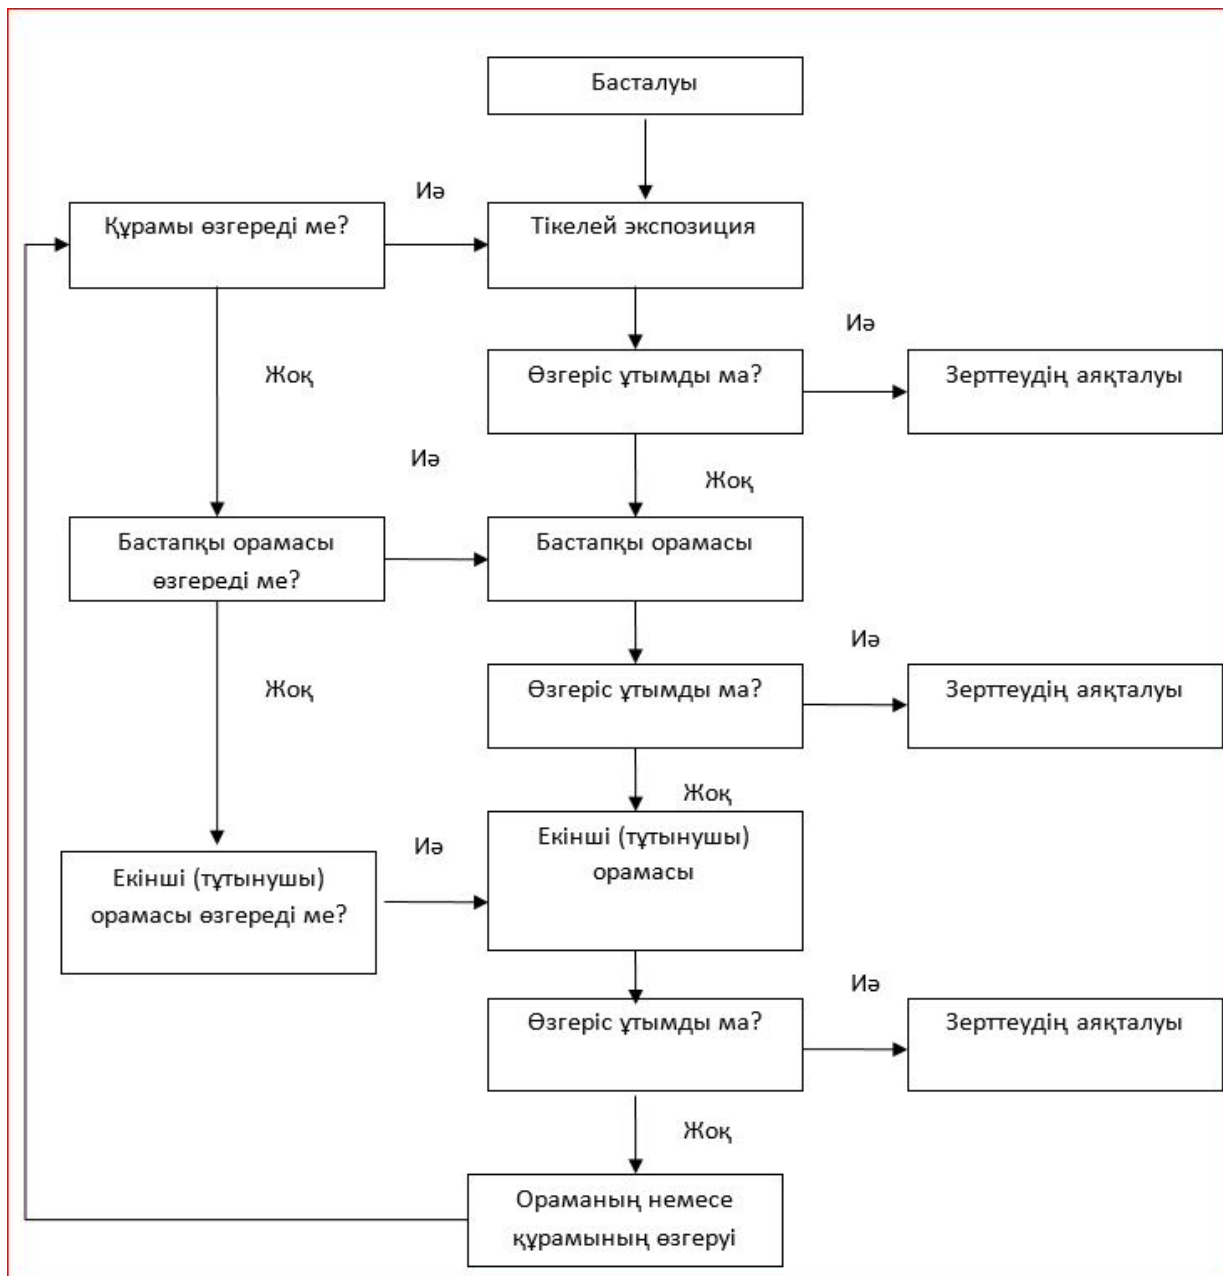 Басталуы
Иә
Құрамы өзгереді ме?
Тікелей экспозиция
Иә
Жоқ
Өзгеріс ұтымды ма?
Зерттеудің аяқталуы
Иә
Жоқ
Бастапқы орамасы
өзгереді ме?
Бастапқы орамасы
Иә
Жоқ
Өзгеріс ұтымды ма?
Зерттеудің аяқталуы
Жоқ
Иә
Екінші (тұтынушы)
орамасы
Екінші (тұтынушы)
орамасы өзгереді ме?
Иә
Өзгеріс ұтымды ма?
Зерттеудің аяқталуы
Жоқ
Ораманың немесе
құрамының өзгеруі